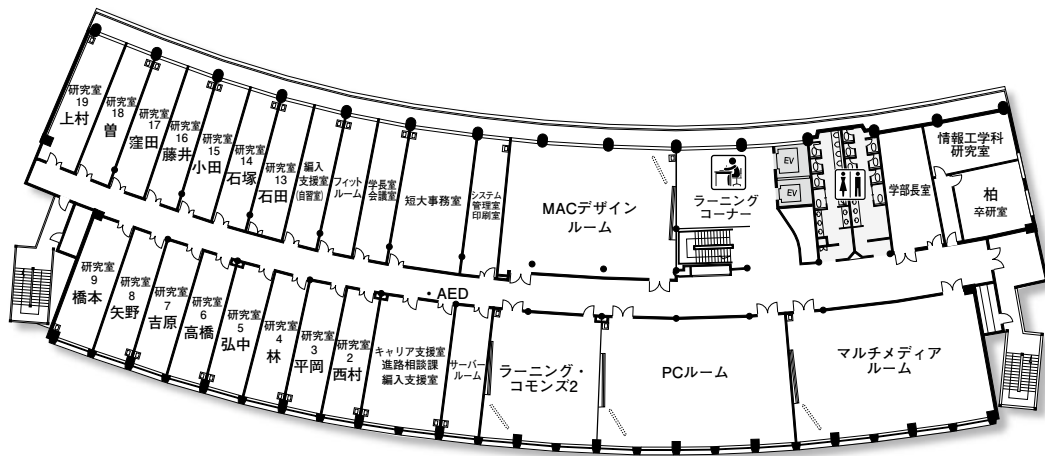 研究室
19
上村
研究室
18
曽
研究室
17
窪田
研究室
16
藤井
研究室
15
小田
研究室
14
石塚
研究室
13
石田
編入
支援室
(自習室)
フィット
ルーム
学長室
会議室
短大事務室
システム
管理室
印刷室
MACデザイン
ルーム
ラーニング
コーナー
EV
EV
学部長室
情報工学科
研究室
柏
卒研室
・AED
研究室
9
橋本
研究室
8
矢野
研究室
7
吉原
研究室
6
高橋
研究室
5
弘中
研究室
4
林
研究室
3
平岡
研究室
2
西村
キャリア支援室
進路相談課
編入支援室
サーバー
ルーム
ラーニング・
コモンズ2
PCルーム
マルチメディア
ルーム